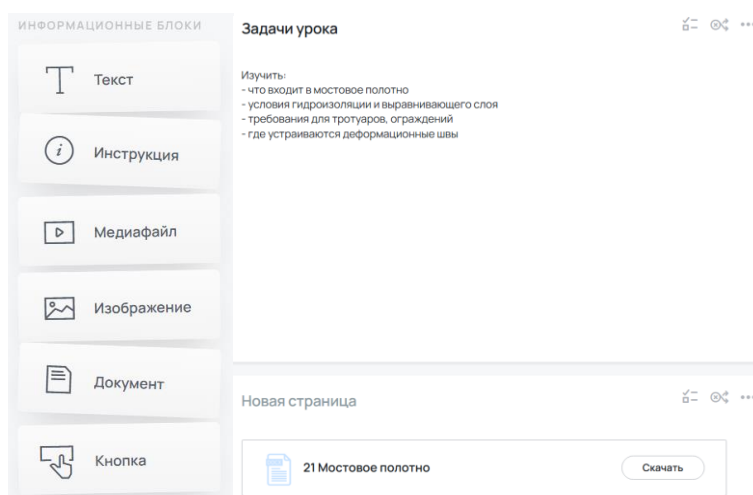 ИНФОРМАЦИОННЫЕ БЛОКИ
Текст
Инструкция
Медиафайл
Изображение
Документ
Кнопка
Задачи урока
Изучить:
- что входит в мостовое полотно
- условия гидроизоляции и выравнивающего слоя
- требования для тротуаров, ограждений
- где устраиваются деформационные швы
Новая страница
21 Мостовое полотно
Скачать